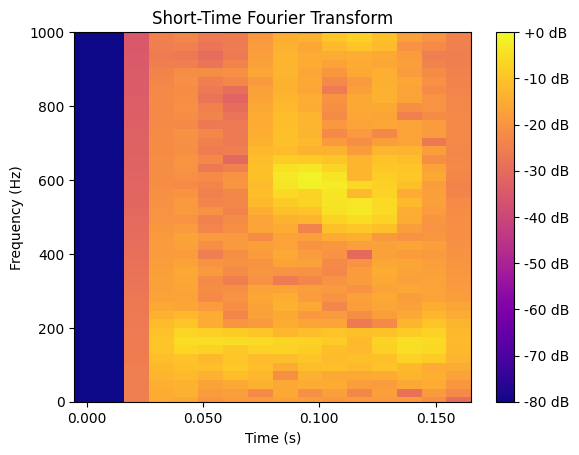 Short-Time Fourier Transform
Frequency (Hz)
1000
800
600
400
200
0
0.000
0.050
0.100
0.150
Time (s)
+0 dB
-10 dB
-20 dB
-30 dB
-40 dB
-50 dB
-60 dB
-70 dB
-80 dB